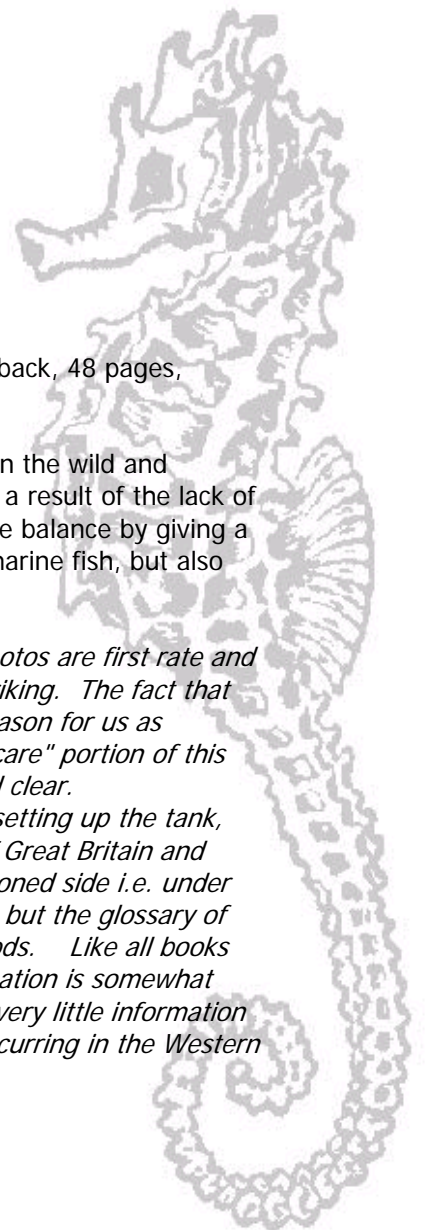 back, 48 pages,
n the wild and
a result of the lack of
e balance by giving a
narine fish, but also
otos are first rate and
riking. The fact that
eason for us as
care" portion of this
d clear.
setting up the tank,
f Great Britain and
oned side i.e. under
but the glossary of
ods. Like all books
ation is somewhat
very little information
curring in the Western